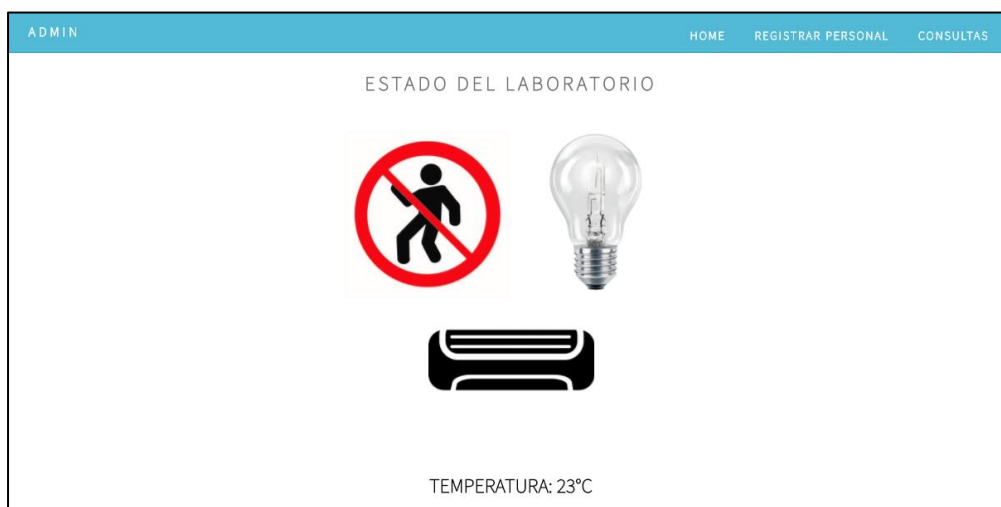 ADMIN
HOME REGISTRAR PERSONAL CONSULTAS
ESTADO DEL LABORATORIO
TEMPERATURA: 23°C